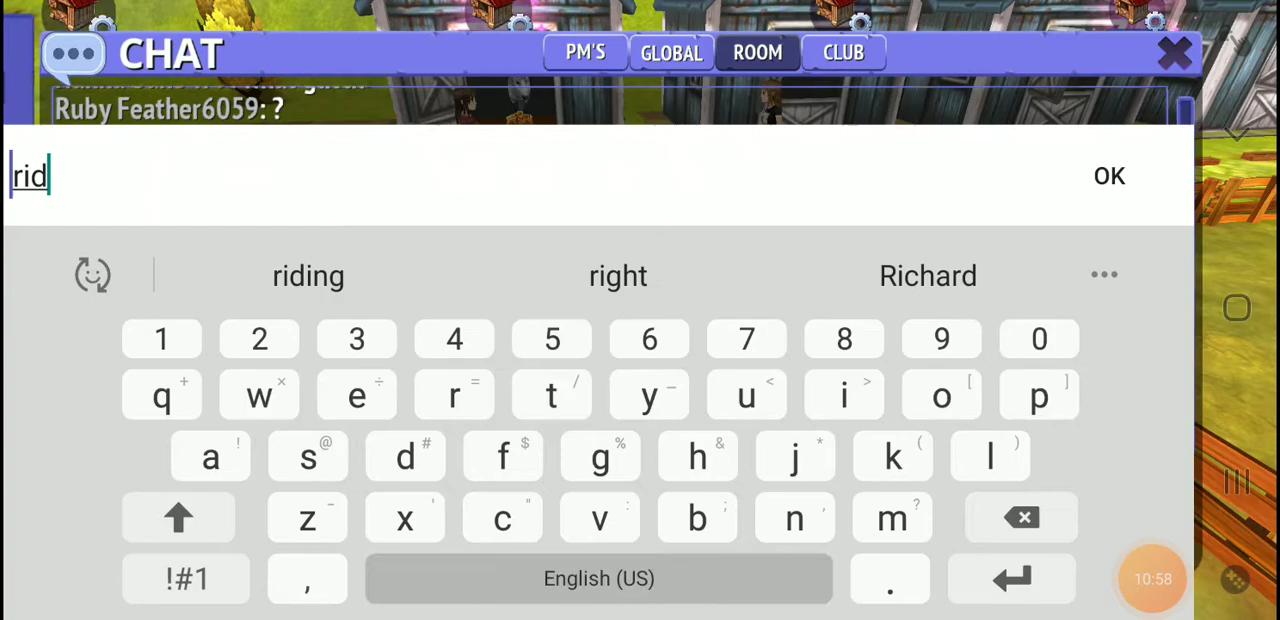 CHAT
PM'S GLOBAL ROOM CLUB
Ruby Feather6059: ?
rid
OK
riding right Richard
1 2 3 4 5 6 7 8 9 0
q + w × e ÷ r = t / y _ u < i > o [ p ]
a ! s @ d # f $ g % h & j * k ( l )
z - x ' c " v : b ; n , m ?
!#1 , English (US) .
10:58